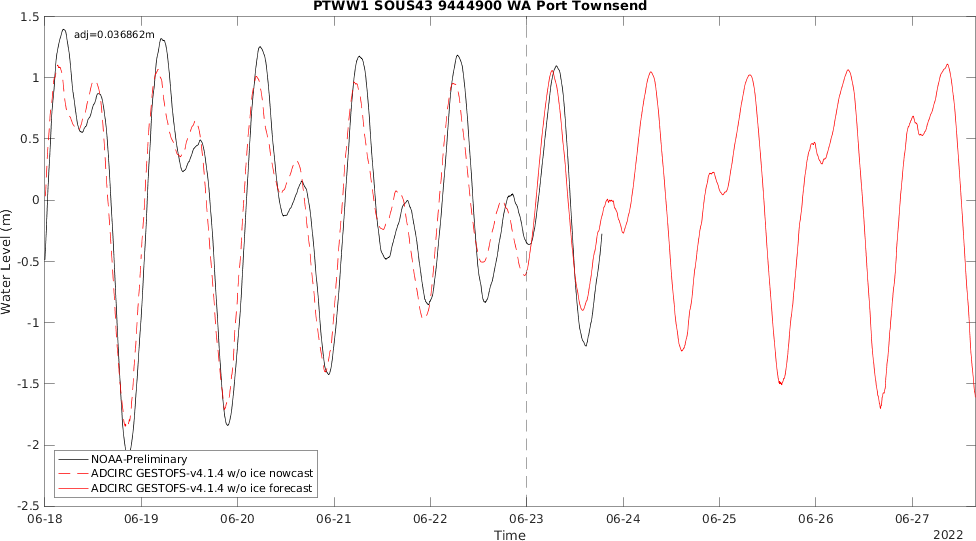 PTWW1 SOUS43 9444900 WA Port Townsend
adj=0.036862m
1.5
1
0.5
0
-0.5
-1
-1.5
-2
-2.5
Water Level (m)
NOAA-Preliminary
ADCIRC GESTOFS-v4.1.4 w/o ice nowcast
ADCIRC GESTOFS-v4.1.4 w/o ice forecast
06-18 06-19 06-20 06-21 06-22 06-23 06-24 06-25 06-26 06-27
Time
2022